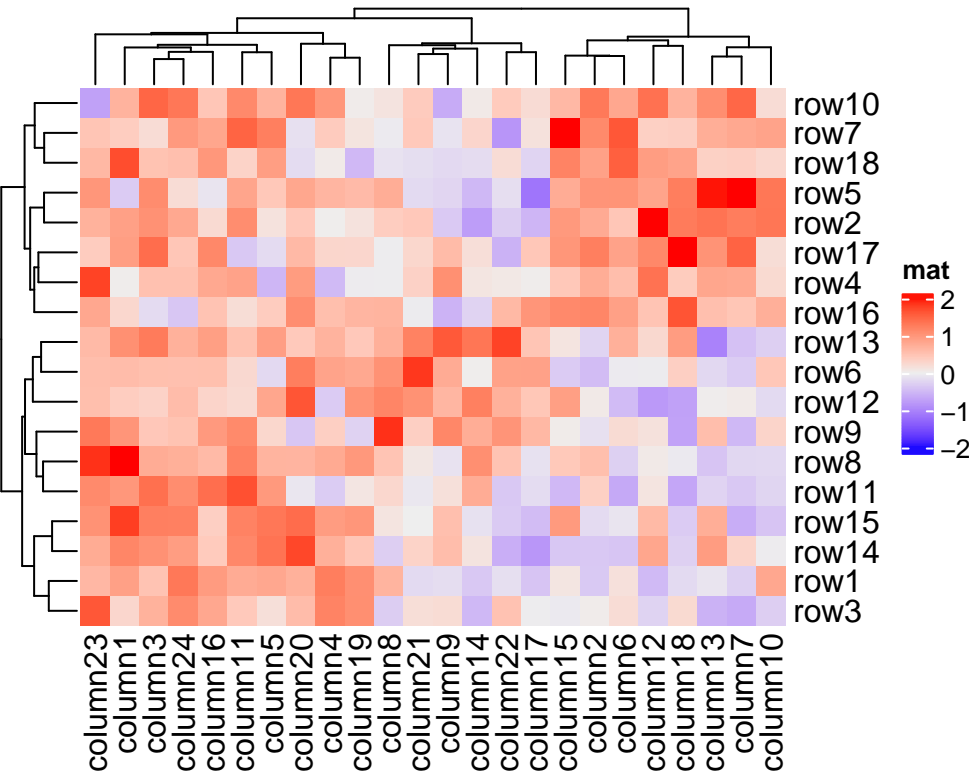 row10
row7
row18
row5
row2
row17
row4
row16
row13
row6
row12
row9
row8
row11
row15
row14
row1
row3
mat
2
1
0
−1
−2
column23
column1
column3
column24
column16
column11
column5
column20
column4
column19
column8
column21
column9
column14
column22
column17
column15
column2
column6
column12
column18
column13
column7
column10